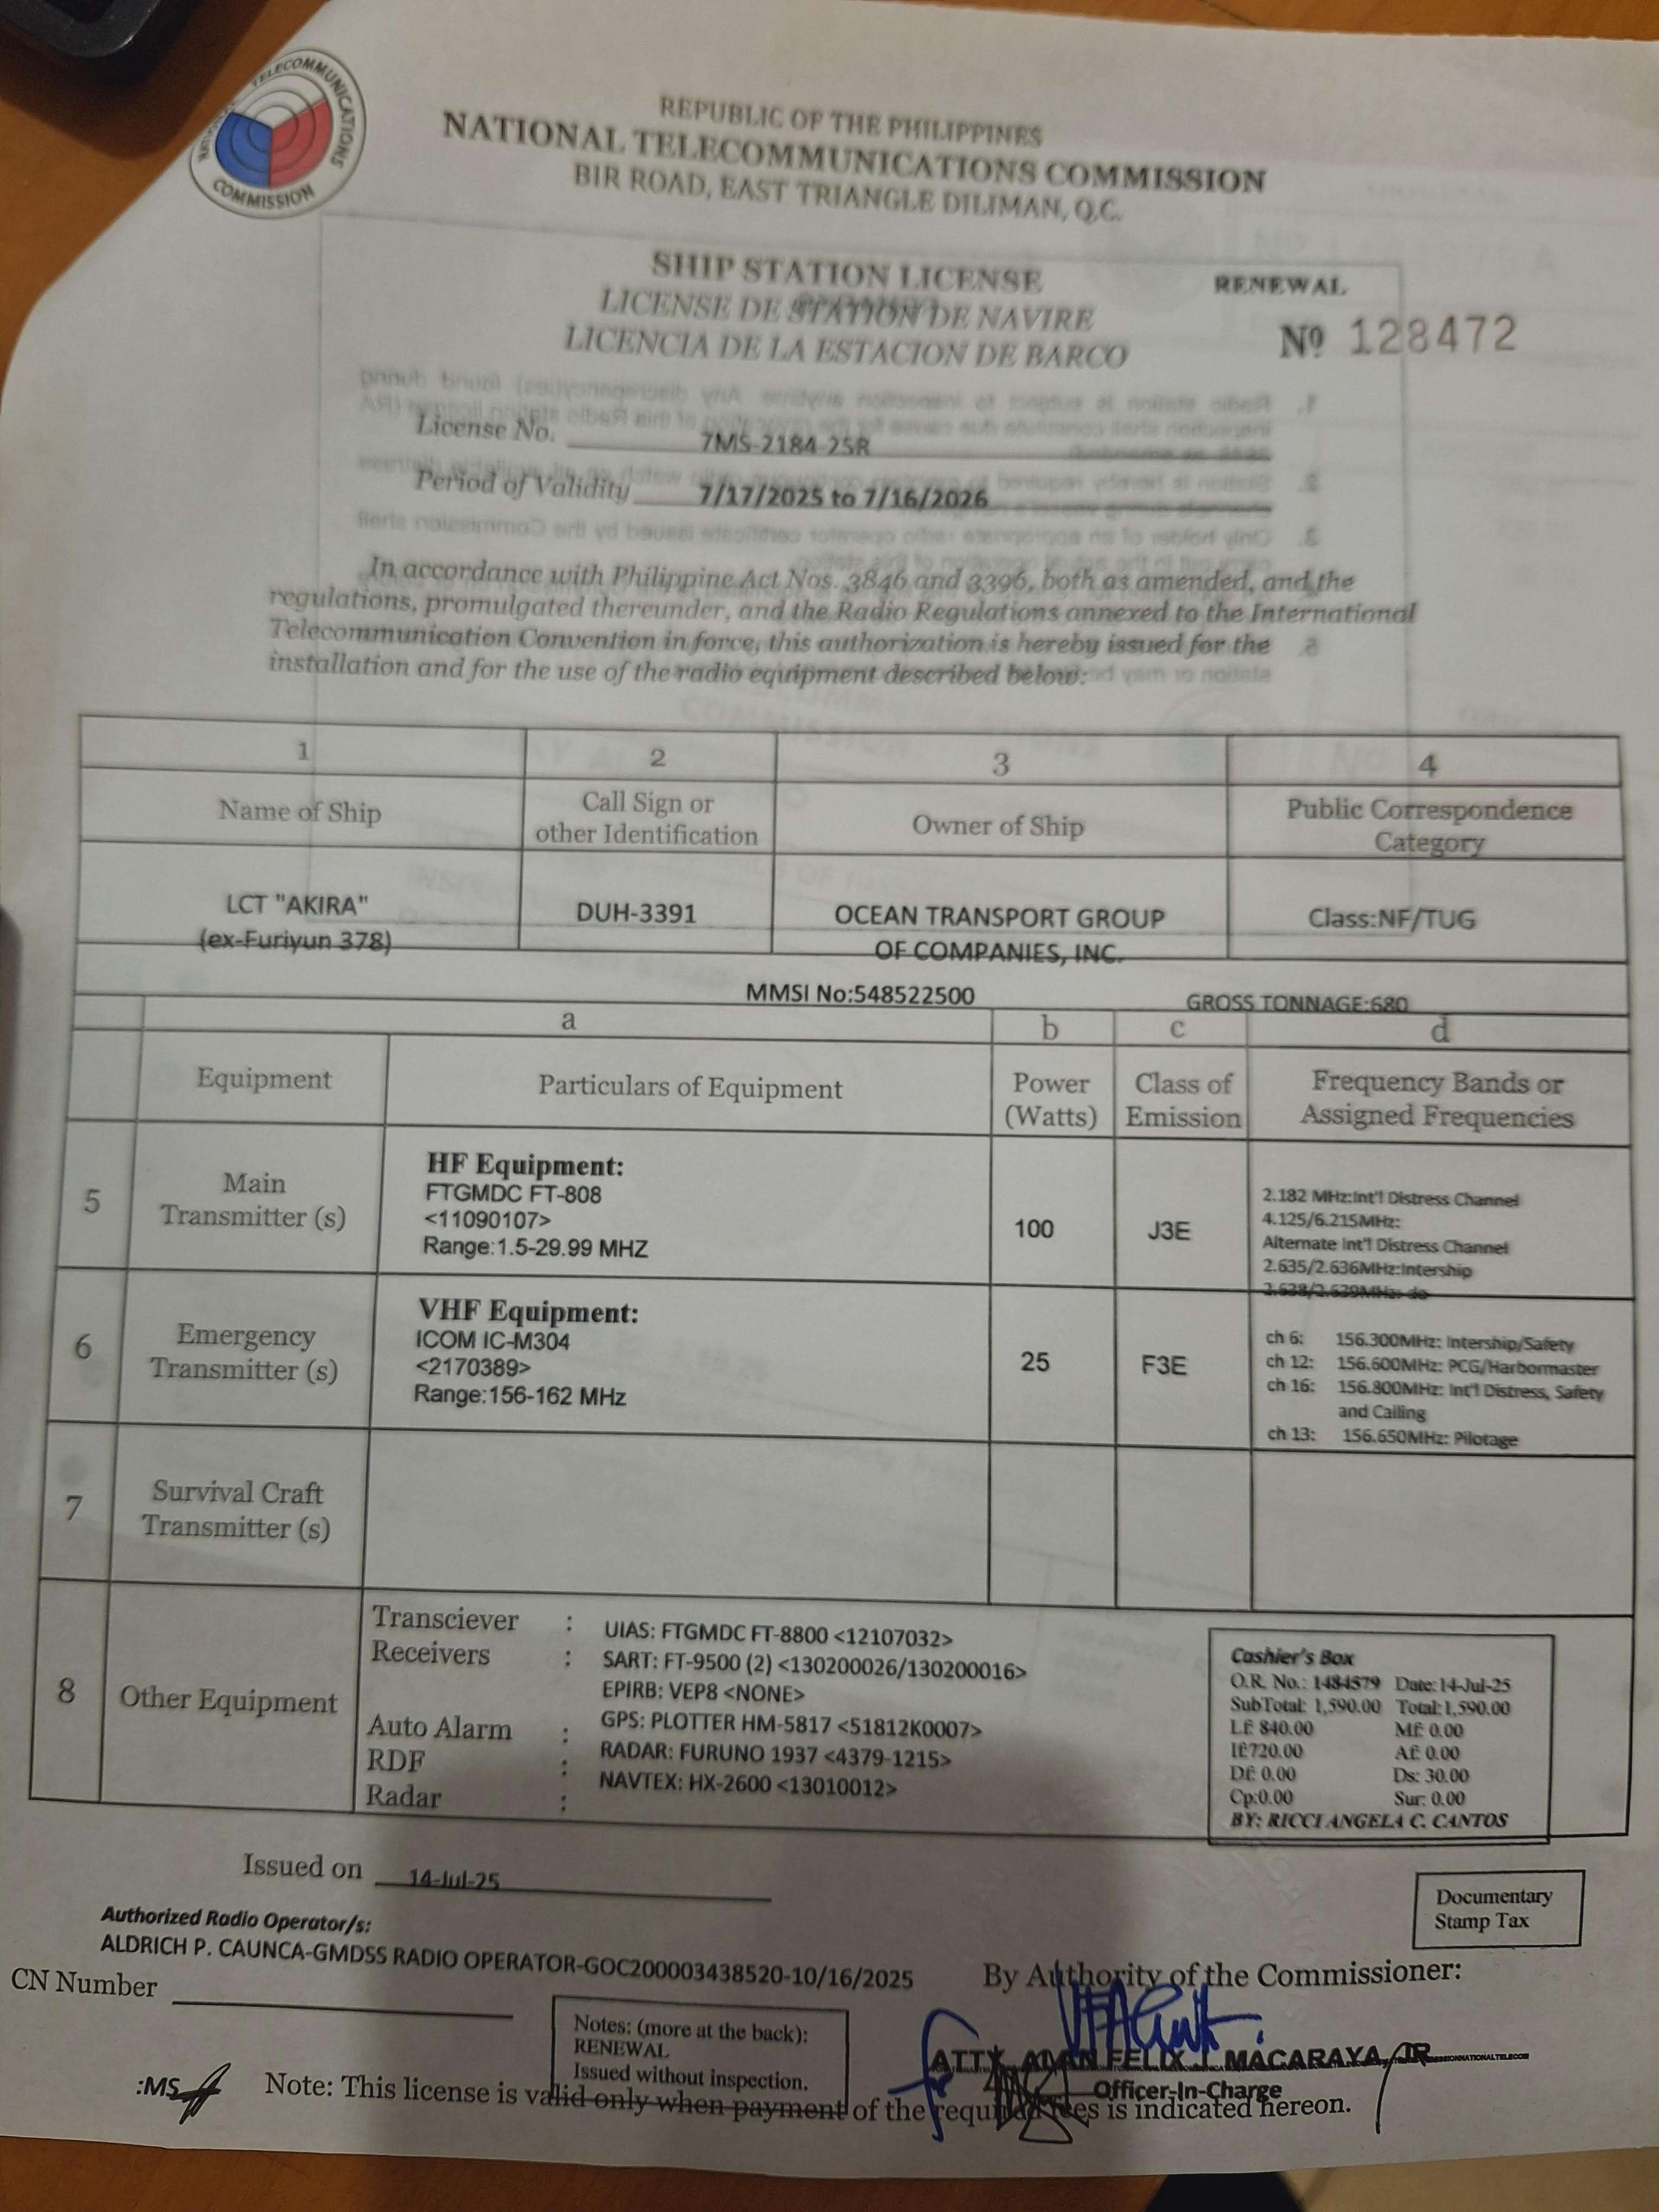 NATIONAL TELECOMMUNICATIONS COMMISSION
REPUBLIC OF THE PHILIPPINES
NATIONAL TELECOMMUNICATIONS COMMISSION
BIR ROAD, EAST TRIANGLE DILIMAN, Q.C.
SHIP STATION LICENSE
RENEWAL
LICENSE DE STATION DE NAVIRE
LICENCIA DE LA ESTACION DE BARCO
Nº 128472
License No. 7MS-2184-25R
Period of Validity 7/17/2025 to 7/16/2026
In accordance with Philippine Act Nos. 3846 and 3396, both as amended, and the
regulations, promulgated thereunder, and the Radio Regulations annexed to the International
Telecommunication Convention in force, this authorization is hereby issued for the
installation and for the use of the radio equipment described below:
1 2 3 4
Name of Ship
Call Sign or
other Identification
Owner of Ship
Public Correspondence
Category
LCT "AKIRA"
(ex-Furiyun 378)
DUH-3391
OCEAN TRANSPORT GROUP
OF COMPANIES, INC.
Class:NF/TUG
MMSI No:548522500
GROSS TONNAGE:680
a b c d
Equipment
Particulars of Equipment
Power
(Watts)
Class of
Emission
Frequency Bands or
Assigned Frequencies
5
Main
Transmitter (s)
HF Equipment:
FTGMDC FT-808
<11090107>
Range:1.5-29.99 MHZ
100
J3E
2.182 MHz:Int'l Distress Channel
4.125/6.215MHz:
Alternate Int'l Distress Channel
2.635/2.636MHz:Intership
2.638/2.639MHz: do
6
Emergency
Transmitter (s)
VHF Equipment:
ICOM IC-M304
<2170389>
Range:156-162 MHz
25
F3E
ch 6: 156.300MHz: Intership/Safety
ch 12: 156.600MHz: PCG/Harbormaster
ch 16: 156.800MHz: Int'l Distress, Safety
and Calling
ch 13: 156.650MHz: Pilotage
7
Survival Craft
Transmitter (s)
8
Other Equipment
Transciever :
Receivers :
Auto Alarm :
RDF :
Radar :
UIAS: FTGMDC FT-8800 <12107032>
SART: FT-9500 (2) <130200026/130200016>
EPIRB: VEP8 <NONE>
GPS: PLOTTER HM-5817 <51812K0007>
RADAR: FURUNO 1937 <4379-1215>
NAVTEX: HX-2600 <13010012>
Cashier's Box
O.R. No.: 1484579 Date:14-Jul-25
SubTotal: 1,590.00 Total:1,590.00
Lf: 840.00 Mf: 0.00
If:720.00 Af: 0.00
Df: 0.00 Ds: 30.00
Cp:0.00 Sur: 0.00
BY: RICCI ANGELA C. CANTOS
Issued on 14-Jul-25
Documentary
Stamp Tax
Authorized Radio Operator/s:
ALDRICH P. CAUNCA-GMDSS RADIO OPERATOR-GOC200003438520-10/16/2025
CN Number
By Authority of the Commissioner:
Notes: (more at the back):
RENEWAL
Issued without inspection.
ATTY. ALAN FELIX J. MACARAYA, JR
Officer-In-Charge
:MS
Note: This license is valid only when payment of the required fees is indicated hereon.